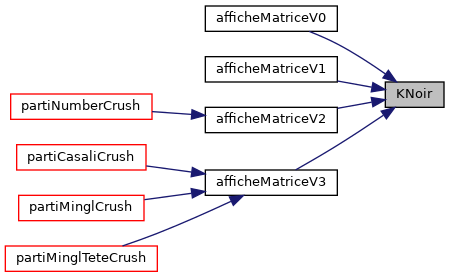 afficheMatriceV0
afficheMatriceV1
KNoir
partiNumberCrush
afficheMatriceV2
partiCasaliCrush
afficheMatriceV3
partiMinglCrush
partiMinglTeteCrush